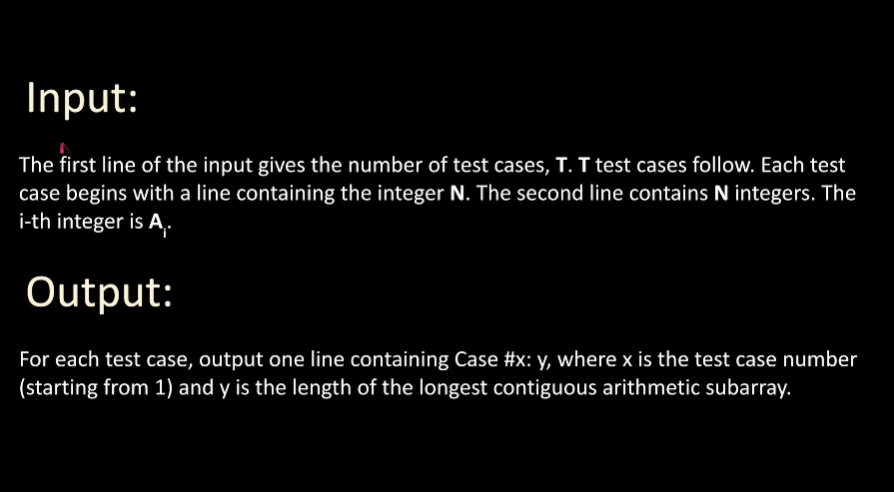 Input:
The first line of the input gives the number of test cases, T. T test cases follow. Each test
case begins with a line containing the integer N. The second line contains N integers. The
i-th integer is Ai.
Output:
For each test case, output one line containing Case #x: y, where x is the test case number
(starting from 1) and y is the length of the longest contiguous arithmetic subarray.